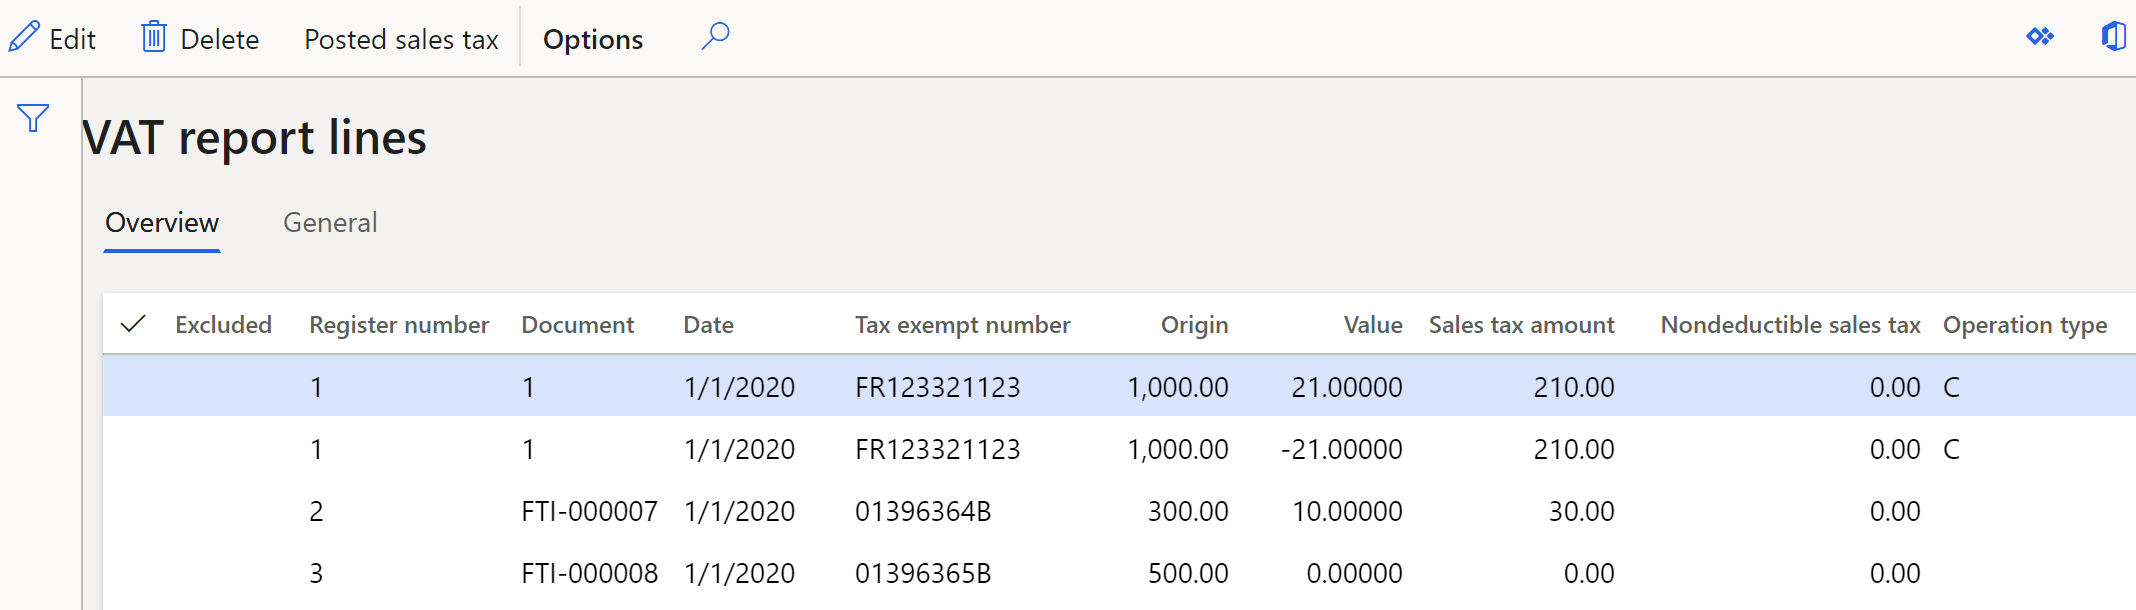 Edit Delete Posted sales tax Options
VAT report lines
Overview General
Excluded Register number Document Date Tax exempt number Origin Value Sales tax amount Nondeductible sales tax Operation type
1 1 1/1/2020 FR123321123 1,000.00 21.00000 210.00 0.00 C
1 1 1/1/2020 FR123321123 1,000.00 -21.00000 210.00 0.00 C
2 FTI-000007 1/1/2020 01396364B 300.00 10.00000 30.00 0.00
3 FTI-000008 1/1/2020 01396365B 500.00 0.00000 0.00 0.00